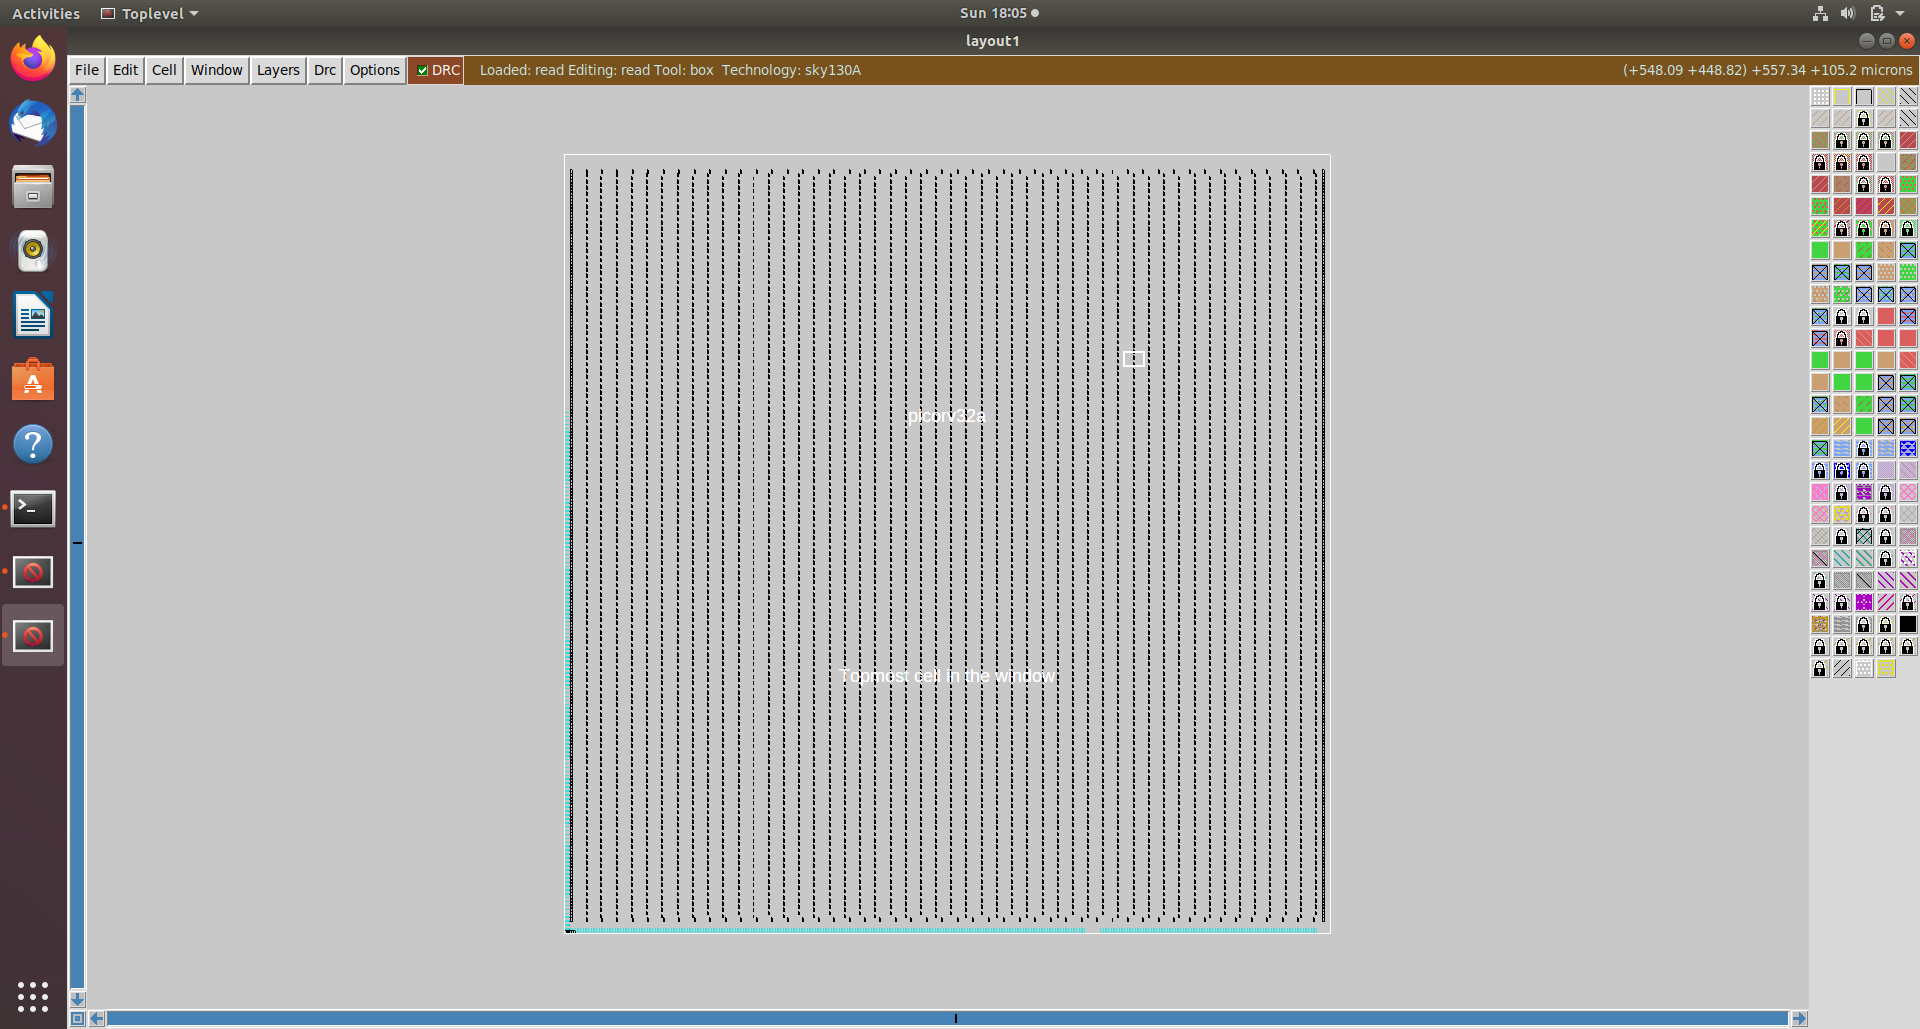 Activities
Toplevel
Sun 18:05
layout1
File Edit Cell Window Layers Drc Options DRC Loaded: read Editing: read Tool: box Technology: sky130A (+548.09 +448.82) +557.34 +105.2 microns
picorv32a
Topmost cell in the window